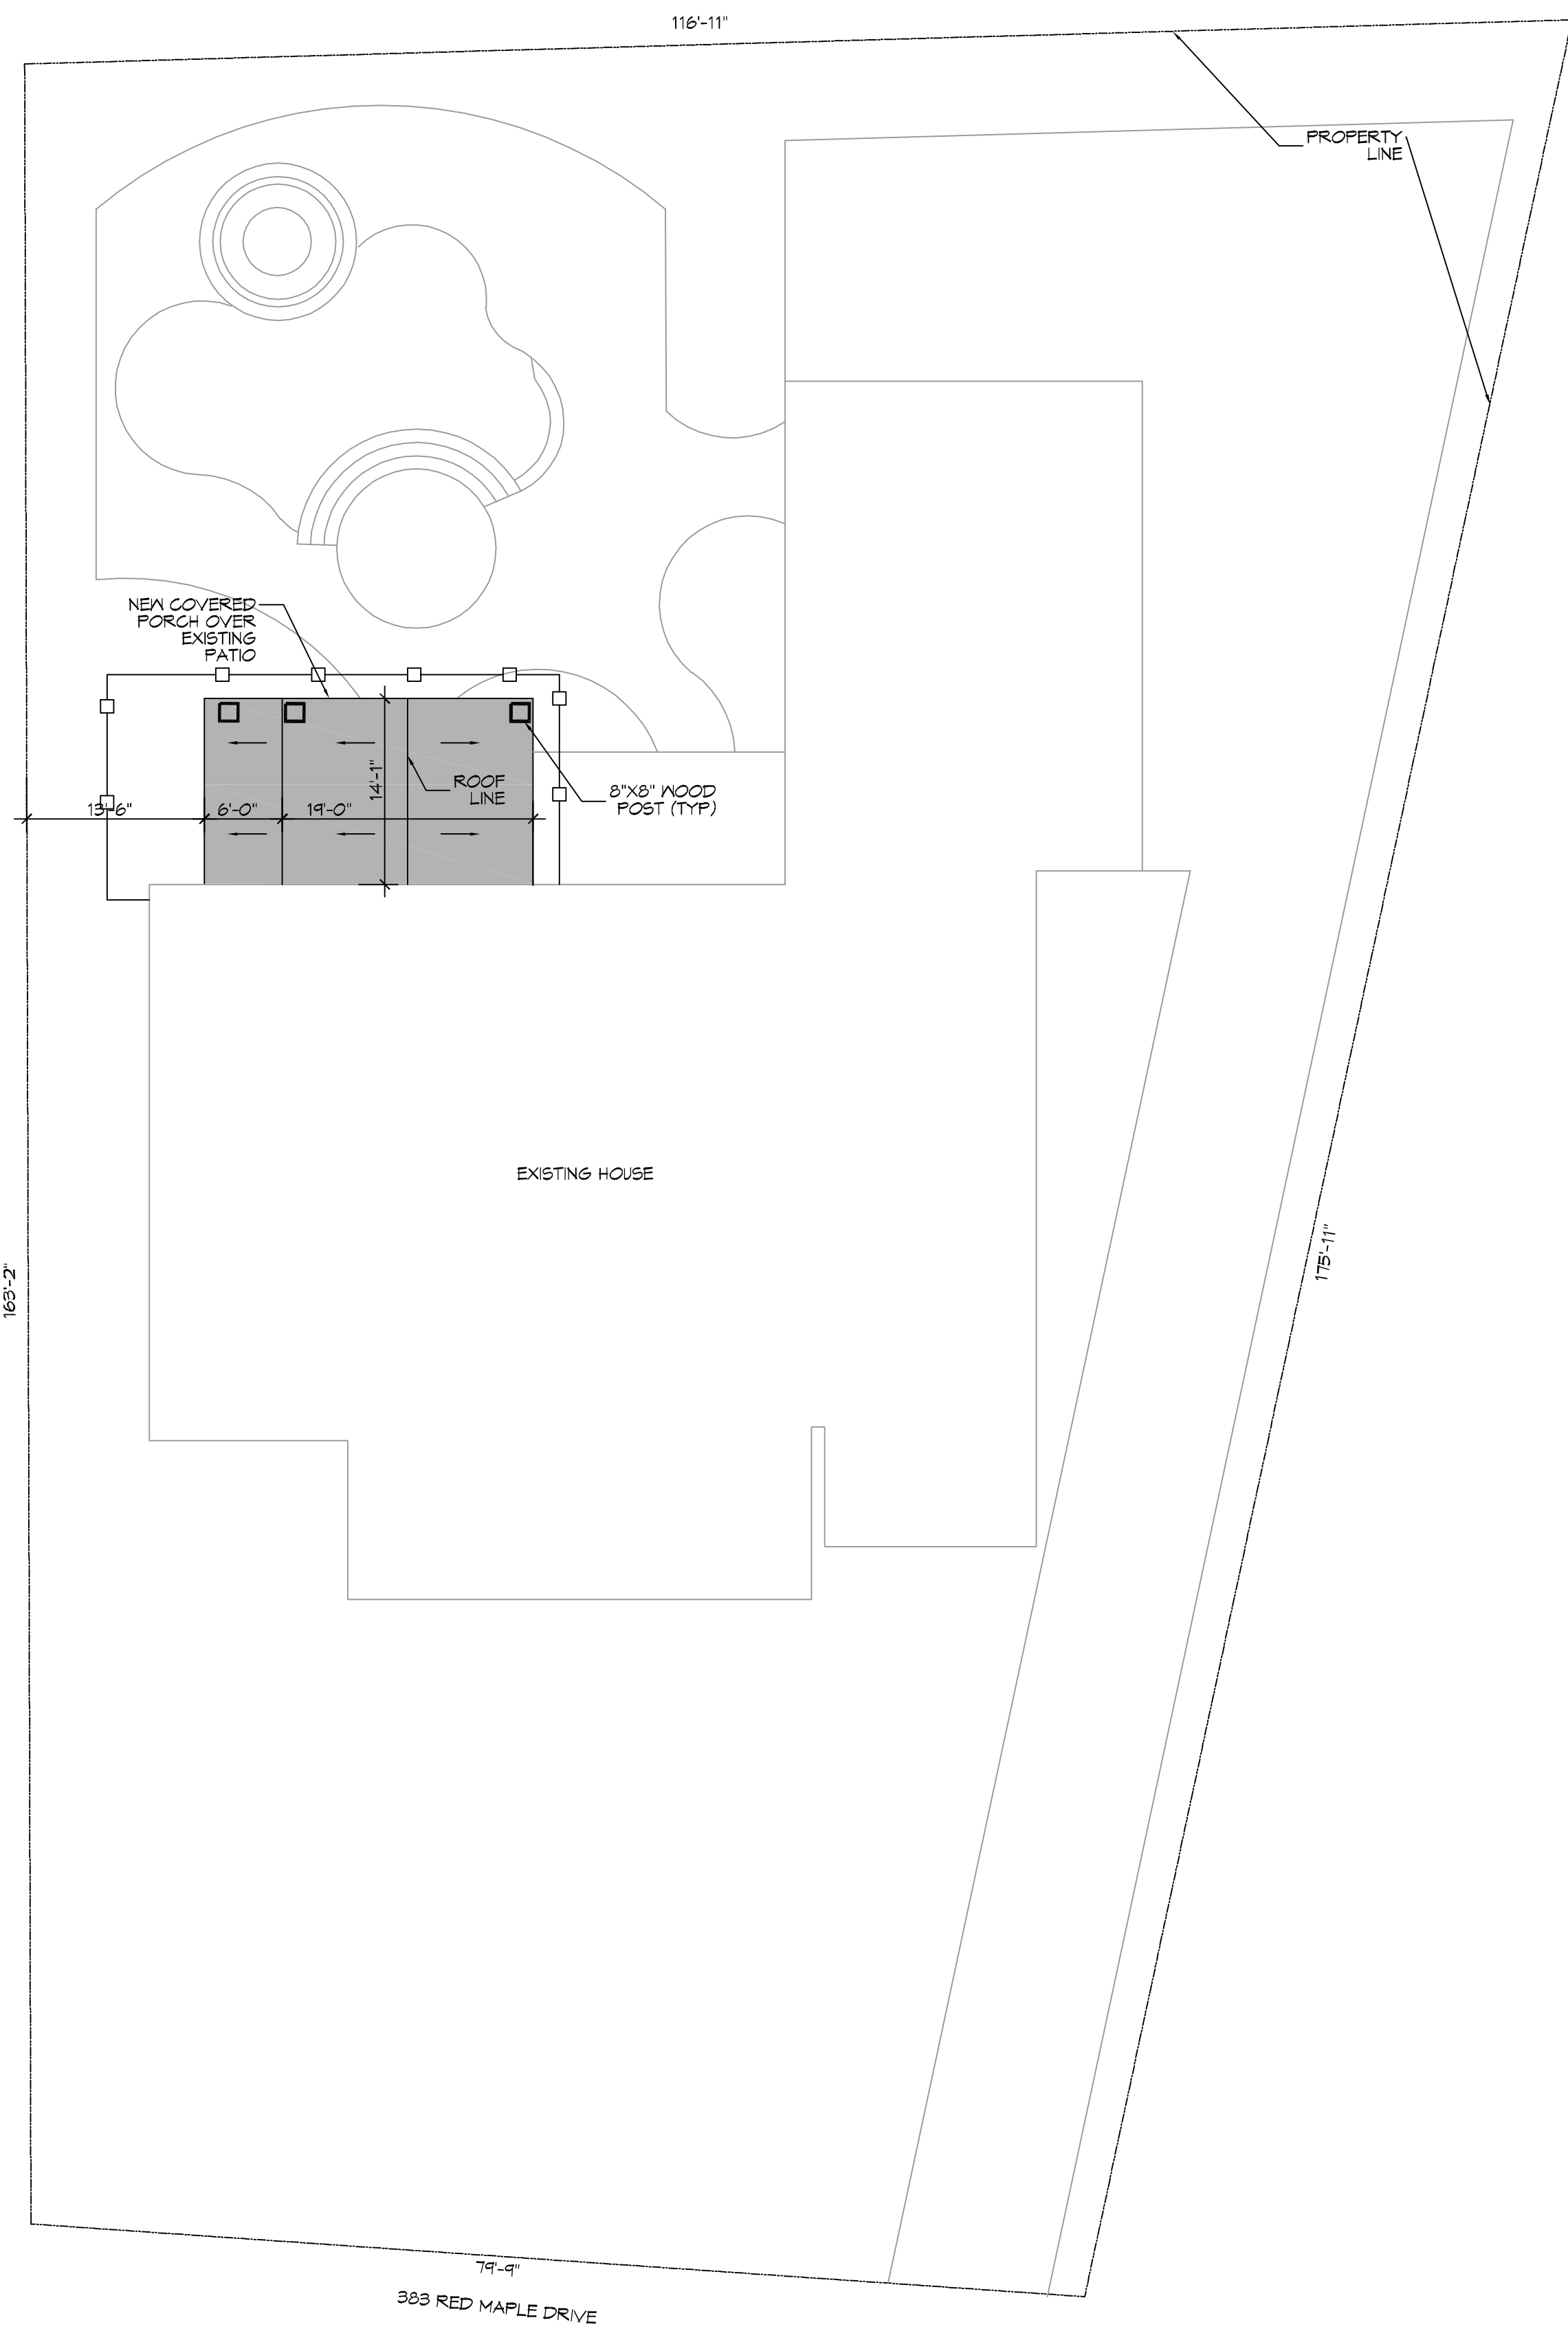 116'-11"
PROPERTY
LINE
NEW COVERED
PORCH OVER
EXISTING
PATIO
14'-1"
ROOF
LINE
8"X8" WOOD
POST (TYP)
13'-6"
6'-0"
19'-0"
EXISTING HOUSE
163'-2"
175'-11"
79'-9"
383 RED MAPLE DRIVE